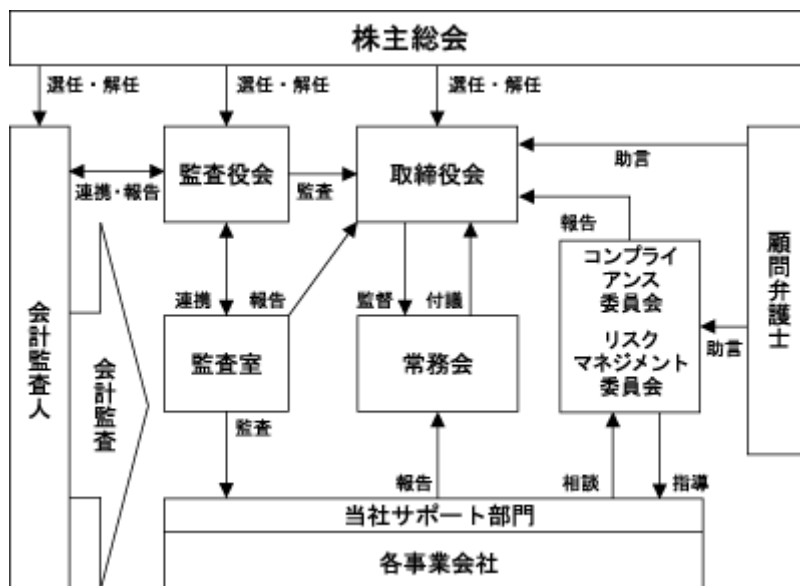 株主総会
選任・解任
選任・解任
選任・解任
監査役会
取締役会
助言
連携・報告
監査
報告
顧問弁護士
コンプライ
アンス
委員会
リスク
マネジメント
委員会
助言
連携
報告
監督
付議
会計監査人
会計監査
監査室
常務会
監査
報告
相談
指導
当社サポート部門
各事業会社